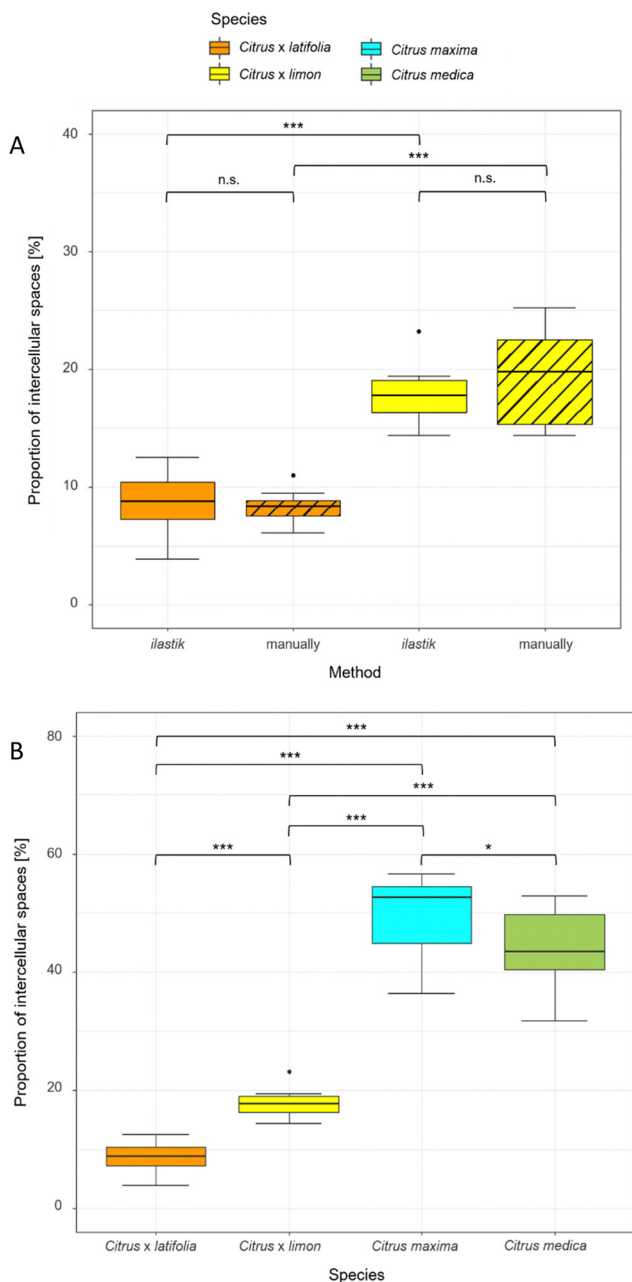 Species
Citrus x latifolia
Citrus maxima
Citrus x limon
Citrus medica
A
Proportion of intercellular spaces [%]
40
30
20
10
0
***
***
n.s.
n.s.
ilastik
manually
ilastik
manually
Method
B
Proportion of intercellular spaces [%]
80
60
40
20
0
***
***
***
***
***
*
Citrus x latifolia
Citrus x limon
Citrus maxima
Citrus medica
Species